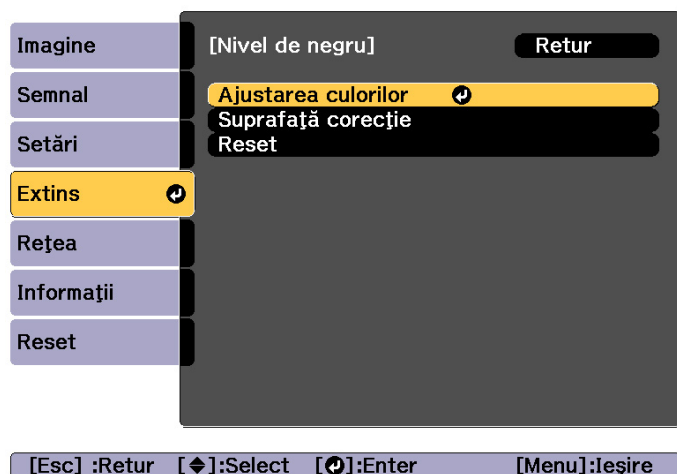 Imagine
Semnal
Setări
Extins
Reţea
Informaţii
Reset
[Nivel de negru] Retur
Ajustarea culorilor
Suprafaţă corecţie
Reset
[Esc] :Retur [◆]:Select [↵]:Enter [Menu]:Ieşire